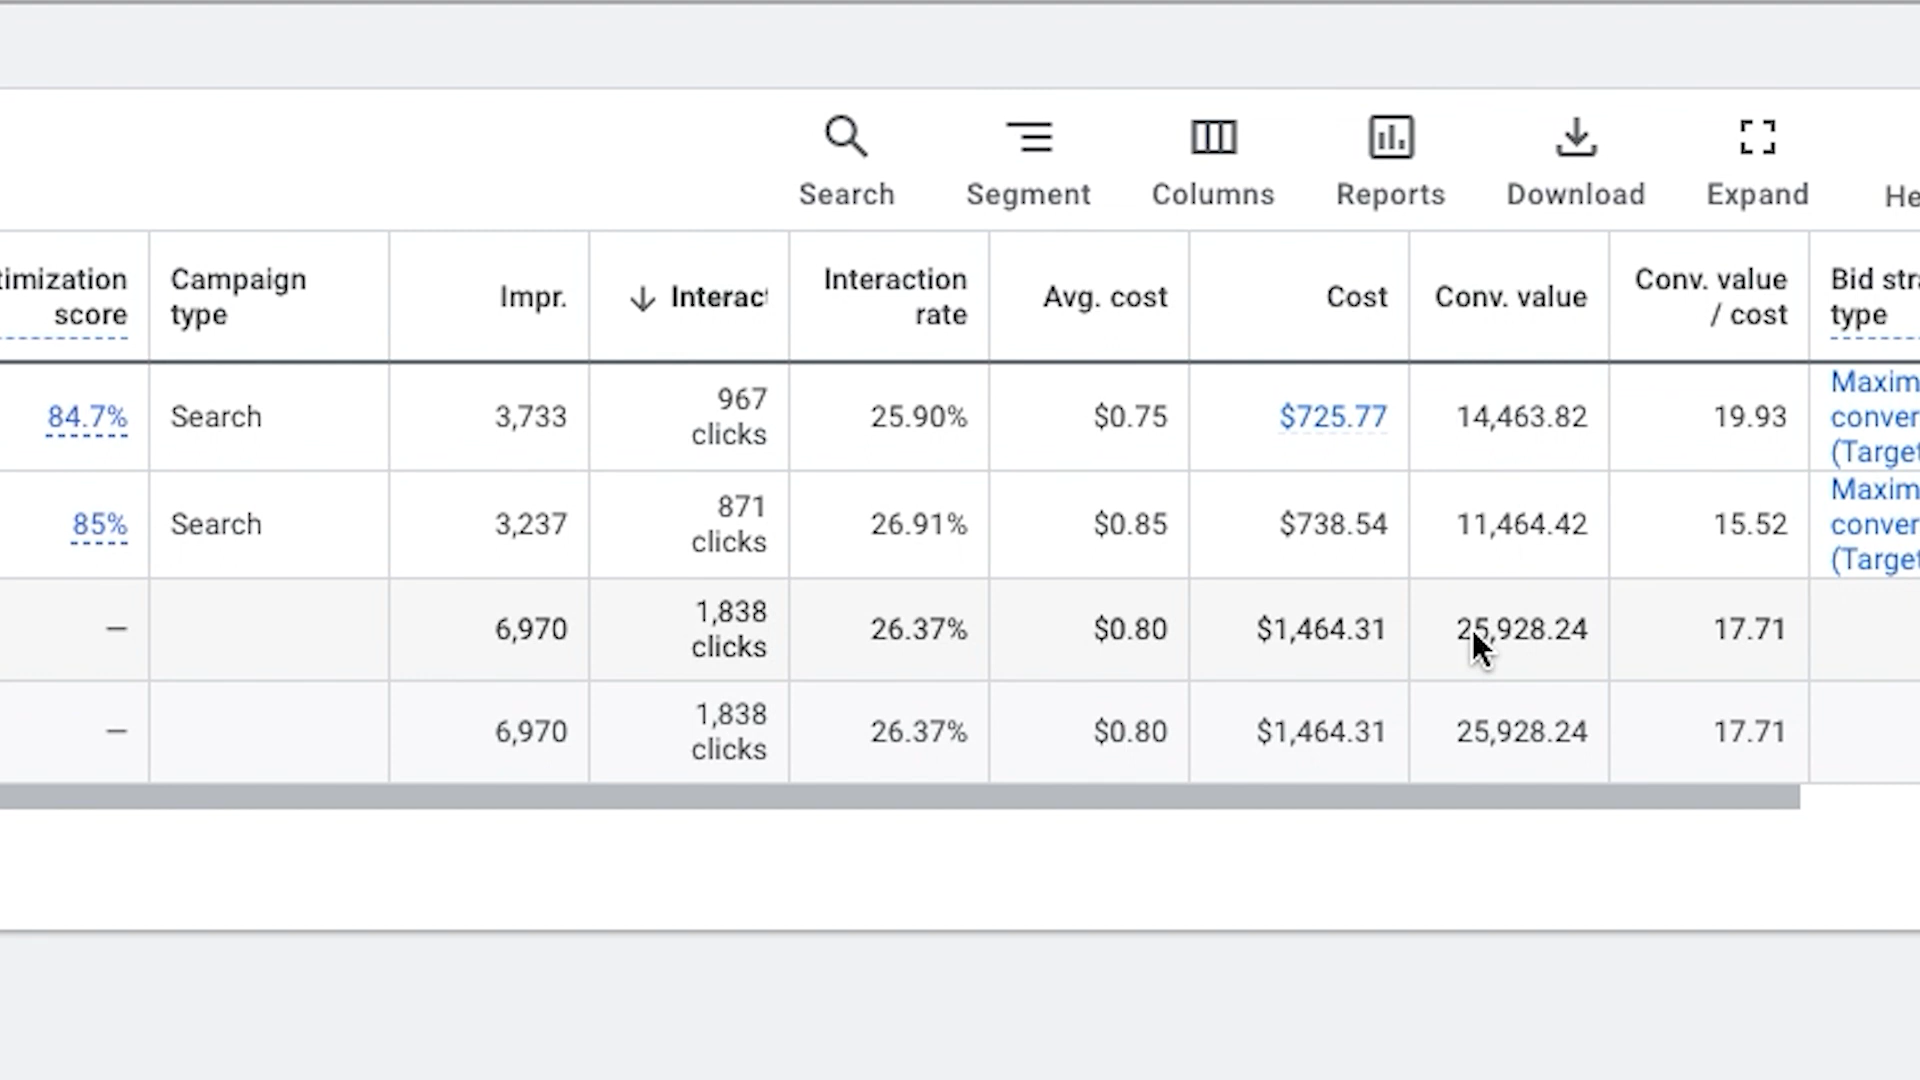 Search Segment Columns Reports Download Expand He
timization score Campaign type Impr. Interact Interaction rate Avg. cost Cost Conv. value Conv. value / cost Bid stra type
84.7% Search 3,733 967 clicks 25.90% $0.75 $725.77 14,463.82 19.93 Maxim conver (Target
85% Search 3,237 871 clicks 26.91% $0.85 $738.54 11,464.42 15.52 Maxim conver (Target
— 6,970 1,838 clicks 26.37% $0.80 $1,464.31 25,928.24 17.71
— 6,970 1,838 clicks 26.37% $0.80 $1,464.31 25,928.24 17.71